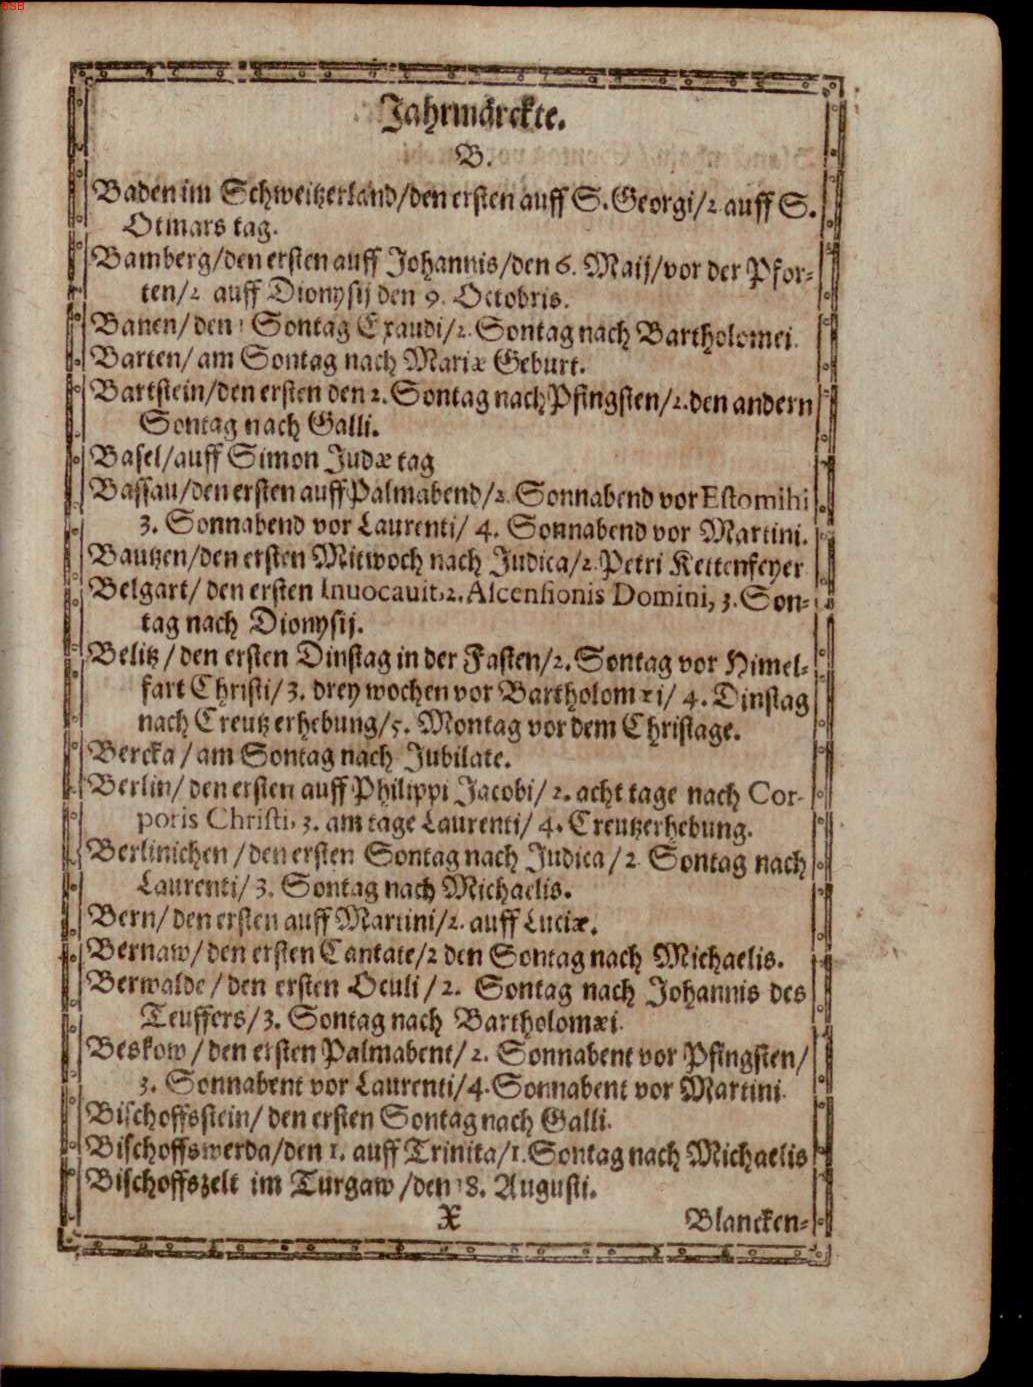 BSB
Jahrmärckte.
B.
Baden im Schweitzerland/den ersten auff S. Georgi/2 auff S.
Otmars tag.
Bamberg/den ersten auff Johannis/den 6. Maij/vor der Pfor-
ten/2 auff Dionysij den 9. Octobris.
Banen/den 1 Sontag Exaudi/2. Sontag nach Bartholomei.
Barten/am Sontag nach Mariæ Geburt.
Bartstein/den ersten den 2. Sontag nach Pfingsten/2. den andern
Sontag nach Galli.
Basel/auff Simon Judæ tag
Bassau/den ersten auff Palmabend/2. Sonnabend vor Estomihi
3. Sonnabend vor Laurenti/ 4. Sonnabend vor Martini.
Bautzen/den ersten Mitwoch nach Judica/2. Petri Kettenfeyer
Belgart/ den ersten Inuocavit, 2. Ascensionis Domini, 3. Son-
tag nach Dionysij.
Belitz/ den ersten Dinstag in der Fasten/2. Sontag vor Himel-
fart Christi/3. drey wochen vor Bartholomæi/ 4. Dinstag
nach Creutz erhebung/5. Montag vor dem Christage.
Bercka/am Sontag nach Jubilate.
Berlin/ den ersten auff Philippi Jacobi/ 2. acht tage nach Cor-
poris Christi, 3. am tage Laurenti/ 4. Creutzerhebung.
Berlinichen/den ersten Sontag nach Judica/2 Sontag nach
Laurenti/3. Sontag nach Michaelis.
Bern/den ersten auff Martini/2. auff Luciæ.
Bernaw/den ersten Cantate/2 den Sontag nach Michaelis.
Berwalde/den ersten Oculi/2. Sontag nach Johannis des
Teuffers/3. Sontag nach Bartholomæi.
Beskow/den ersten Palmabent/2. Sonnabent vor Pfingsten/
3. Sonnabent vor Laurenti/4. Sonnabent vor Martini.
Bischoffsstein/den ersten Sontag nach Galli.
Bischoffswerda/den 1. auff Trinita/1. Sontag nach Michaelis
Bischoffszelt im Turgaw/den 8. Augusti.
X
Blancken-